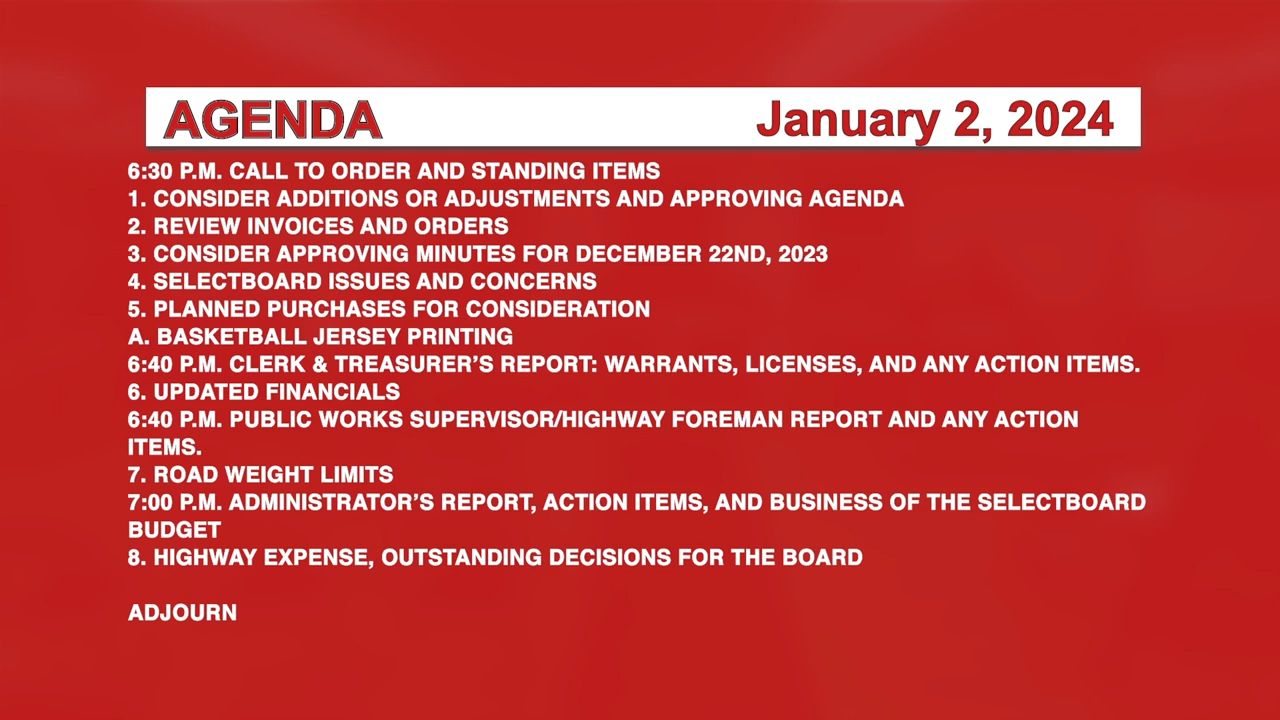 AGENDA January 2, 2024
6:30 P.M. CALL TO ORDER AND STANDING ITEMS
1. CONSIDER ADDITIONS OR ADJUSTMENTS AND APPROVING AGENDA
2. REVIEW INVOICES AND ORDERS
3. CONSIDER APPROVING MINUTES FOR DECEMBER 22ND, 2023
4. SELECTBOARD ISSUES AND CONCERNS
5. PLANNED PURCHASES FOR CONSIDERATION
A. BASKETBALL JERSEY PRINTING
6:40 P.M. CLERK & TREASURER’S REPORT: WARRANTS, LICENSES, AND ANY ACTION ITEMS.
6. UPDATED FINANCIALS
6:40 P.M. PUBLIC WORKS SUPERVISOR/HIGHWAY FOREMAN REPORT AND ANY ACTION
ITEMS.
7. ROAD WEIGHT LIMITS
7:00 P.M. ADMINISTRATOR’S REPORT, ACTION ITEMS, AND BUSINESS OF THE SELECTBOARD
BUDGET
8. HIGHWAY EXPENSE, OUTSTANDING DECISIONS FOR THE BOARD
ADJOURN